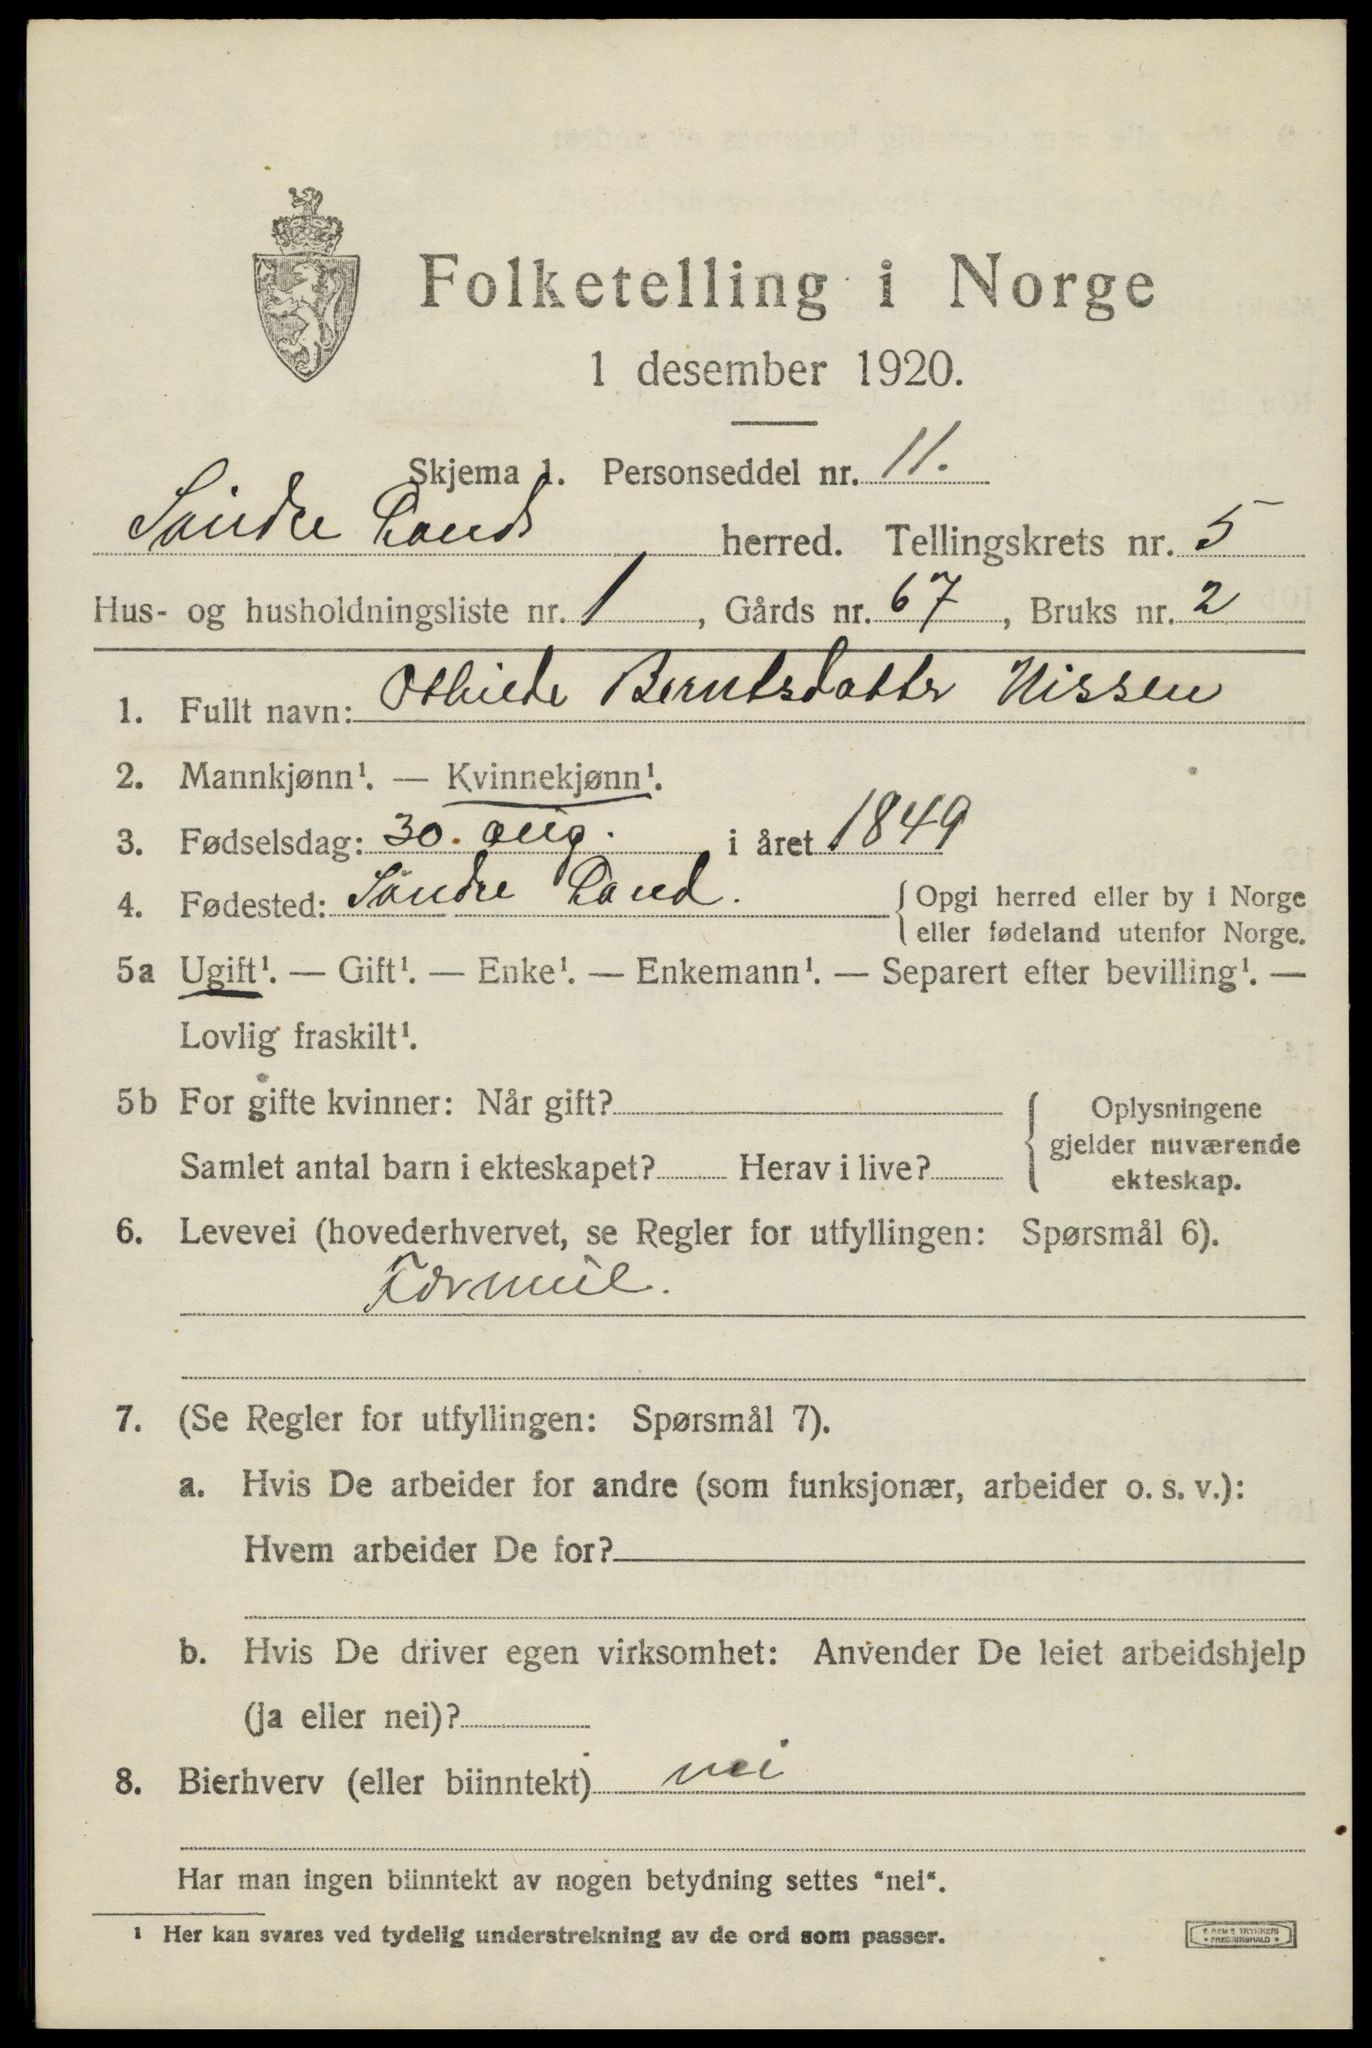 Folketelling i Norge
1 desember 1920.
Skjema 1. Personseddel nr. 11.
Søndre Lands herred. Tellingskrets nr. 5
Hus- og husholdningsliste nr. 1, Gårds nr. 67, Bruks nr. 2
1. Fullt navn: Berntsdatter Nissen
2. Mannkjønn¹. — Kvinnekjønn¹.
3. Fødselsdag: 30. aug. i året 1849
4. Fødested: Søndre Land. { Opgi herred eller by i Norge
eller fødeland utenfor Norge.
5a Ugift¹. — Gift¹. — Enke¹. — Enkemann¹. — Separert efter bevilling¹. —
Lovlig fraskilt¹.
5b For gifte kvinner: Når gift?
Samlet antal barn i ekteskapet? Herav i live?
{ Oplysningene
gjelder nuværende
ekteskap.
6. Levevei (hovederhvervet, se Regler for utfyllingen: Spørsmål 6).
7. (Se Regler for utfyllingen: Spørsmål 7).
a. Hvis De arbeider for andre (som funksjonær, arbeider o. s. v.):
Hvem arbeider De for?
b. Hvis De driver egen virksomhet: Anvender De leiet arbeidshjelp
(ja eller nei)?
8. Bierhverv (eller biinntekt) nei
Har man ingen biinntekt av nogen betydning settes "nei".
¹ Her kan svares ved tydelig understrekning av de ord som passer.
TRYKKERI
FREDRIKSHALD